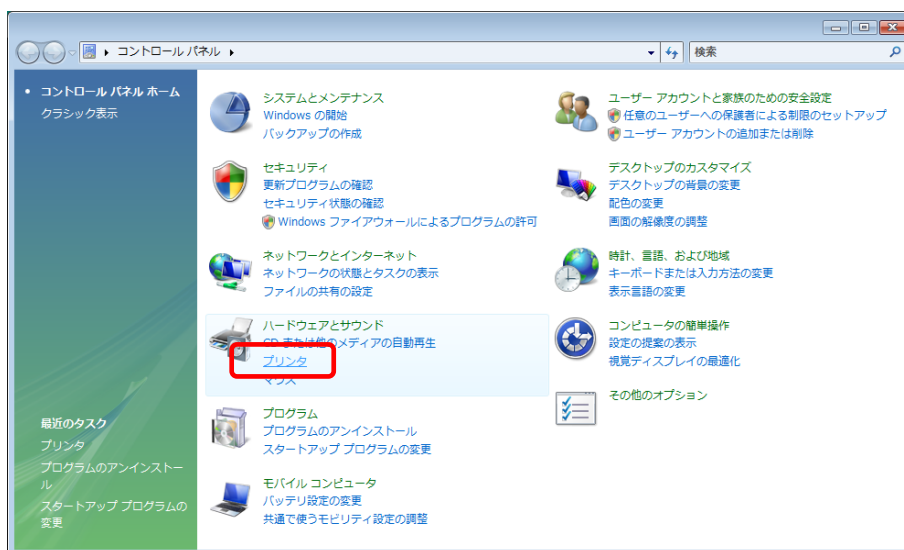 コントロール パネル
検索
コントロール パネル ホーム
クラシック表示
システムとメンテナンス
Windows の開始
バックアップの作成
セキュリティ
更新プログラムの確認
セキュリティ状態の確認
Windows ファイアウォールによるプログラムの許可
ネットワークとインターネット
ネットワークの状態とタスクの表示
ファイルの共有の設定
ハードウェアとサウンド
CD または他のメディアの自動再生
プリンタ
マウス
プログラム
プログラムのアンインストール
スタートアップ プログラムの変更
モバイル コンピュータ
バッテリ設定の変更
共通で使うモビリティ設定の調整
ユーザー アカウントと家族のための安全設定
任意のユーザーへの保護者による制限のセットアップ
ユーザー アカウントの追加または削除
デスクトップのカスタマイズ
デスクトップの背景の変更
配色の変更
画面の解像度の調整
時計、言語、および地域
キーボードまたは入力方法の変更
表示言語の変更
コンピュータの簡単操作
設定の提案の表示
視覚ディスプレイの最適化
その他のオプション
最近のタスク
プリンタ
プログラムのアンインストー
ル
スタートアップ プログラムの
変更